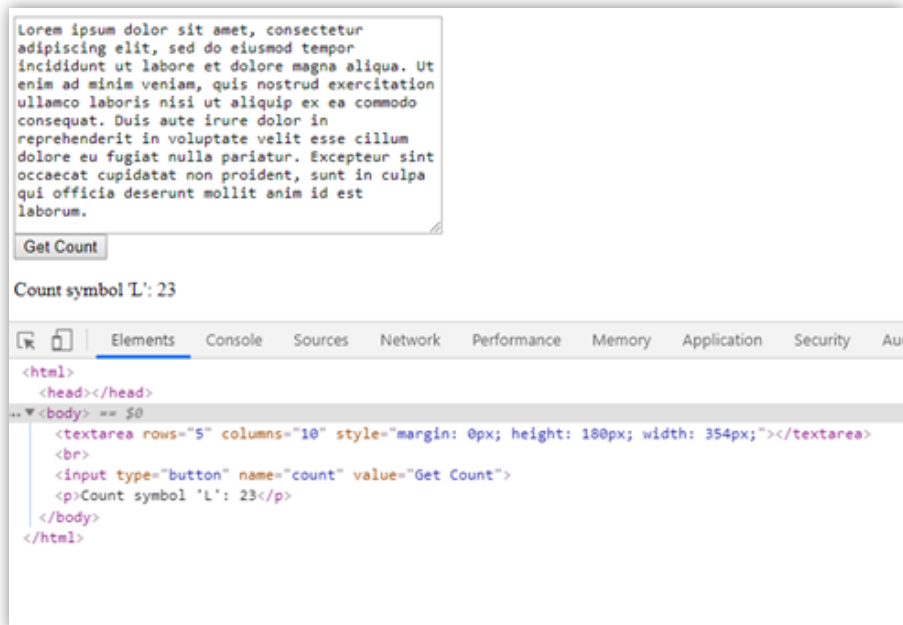 Lorem ipsum dolor sit amet, consectetur
adipiscing elit, sed do eiusmod tempor
incididunt ut labore et dolore magna aliqua. Ut
enim ad minim veniam, quis nostrud exercitation
ullamco laboris nisi ut aliquip ex ea commodo
consequat. Duis aute irure dolor in
reprehenderit in voluptate velit esse cillum
dolore eu fugiat nulla pariatur. Excepteur sint
occaecat cupidatat non proident, sunt in culpa
qui officia deserunt mollit anim id est
laborum.
Get Count
Count symbol 'L': 23
Elements Console Sources Network Performance Memory Application Security Au
<html>
<head></head>
… ▼<body> == $0
<textarea rows="5" columns="10" style="margin: 0px; height: 180px; width: 354px;"></textarea>
<br>
<input type="button" name="count" value="Get Count">
<p>Count symbol 'L': 23</p>
</body>
</html>